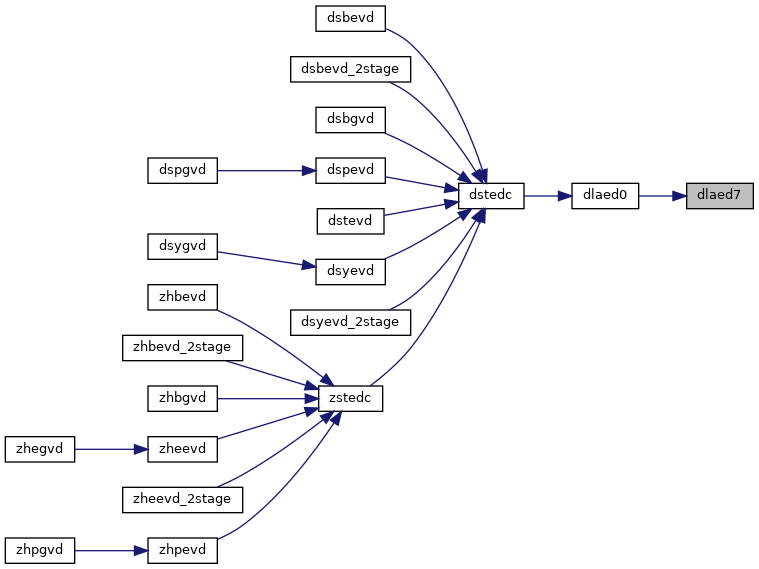 dsbevd
dsbevd_2stage
dsbgvd
dspgvd
dspevd
dstedc
dlaed0
dlaed7
dstevd
dsygvd
dsyevd
zhbevd
dsyevd_2stage
zhbevd_2stage
zhbgvd
zstedc
zhegvd
zheevd
zheevd_2stage
zhpgvd
zhpevd